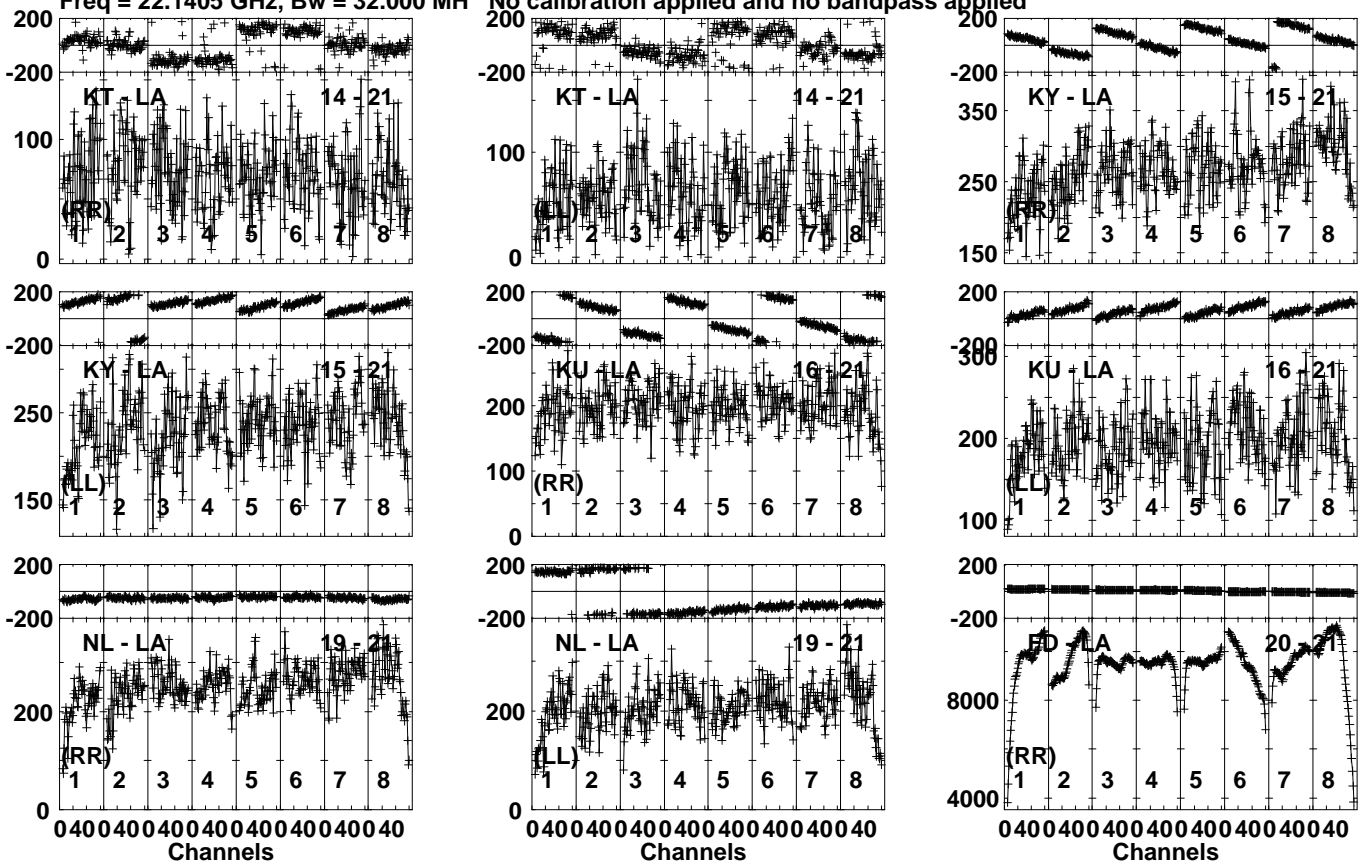 Freq = 22.1405 GHz, Bw = 32.000 MH No calibration applied and no bandpass applied
200
-200
KT - LA 14 - 21
100
(RR)
1 2 3 4 5 6 7 8
0
200
-200
KT - LA 14 - 21
100
(LL)
1 2 3 4 5 6 7 8
0
200
-200
KY - LA 15 - 21
350
250
(RR)
1 2 3 4 5 6 7 8
150
200
-200
KY - LA 15 - 21
250
(LL)
150
1 2 3 4 5 6 7 8
200
-200
KU - LA 16 - 21
200
100
(RR)
1 2 3 4 5 6 7 8
0
200
-200
300
KU - LA 16 - 21
200
(LL)
1 2 3 4 5 6 7 8
100
200
-200
NL - LA 19 - 21
200
(RR)
1 2 3 4 5 6 7 8
0
0 40 0 40 0 40 0 40 0 40 0 40 0 40 0 40
Channels
200
-200
NL - LA 19 - 21
200
(LL)
1 2 3 4 5 6 7 8
0
0 40 0 40 0 40 0 40 0 40 0 40 0 40 0 40
Channels
200
-200
FD - LA 20 - 21
8000
(RR)
1 2 3 4 5 6 7 8
4000
0 40 0 40 0 40 0 40 0 40 0 40 0 40 0 40
Channels